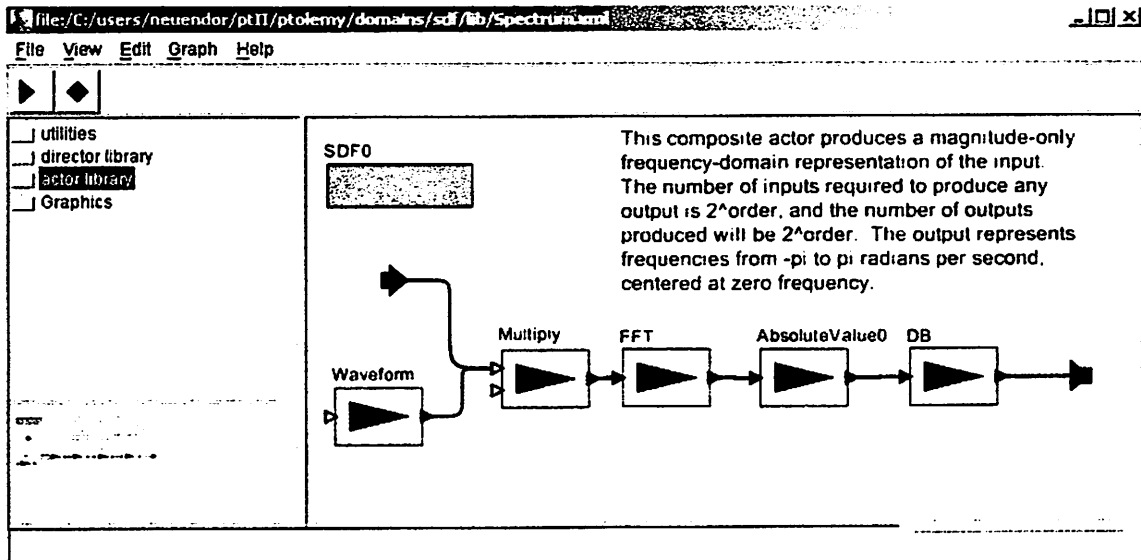 file:/C:/users/neuendor/ptII/ptolemy/domains/sdf/lib/Spectrum.xml
File View Edit Graph Help
utilities
director library
actor library
Graphics
SDF0
This composite actor produces a magnitude-only
frequency-domain representation of the input.
The number of inputs required to produce any
output is 2^order, and the number of outputs
produced will be 2^order. The output represents
frequencies from -pi to pi radians per second,
centered at zero frequency.
Waveform
Multiply
FFT
AbsoluteValue0
DB